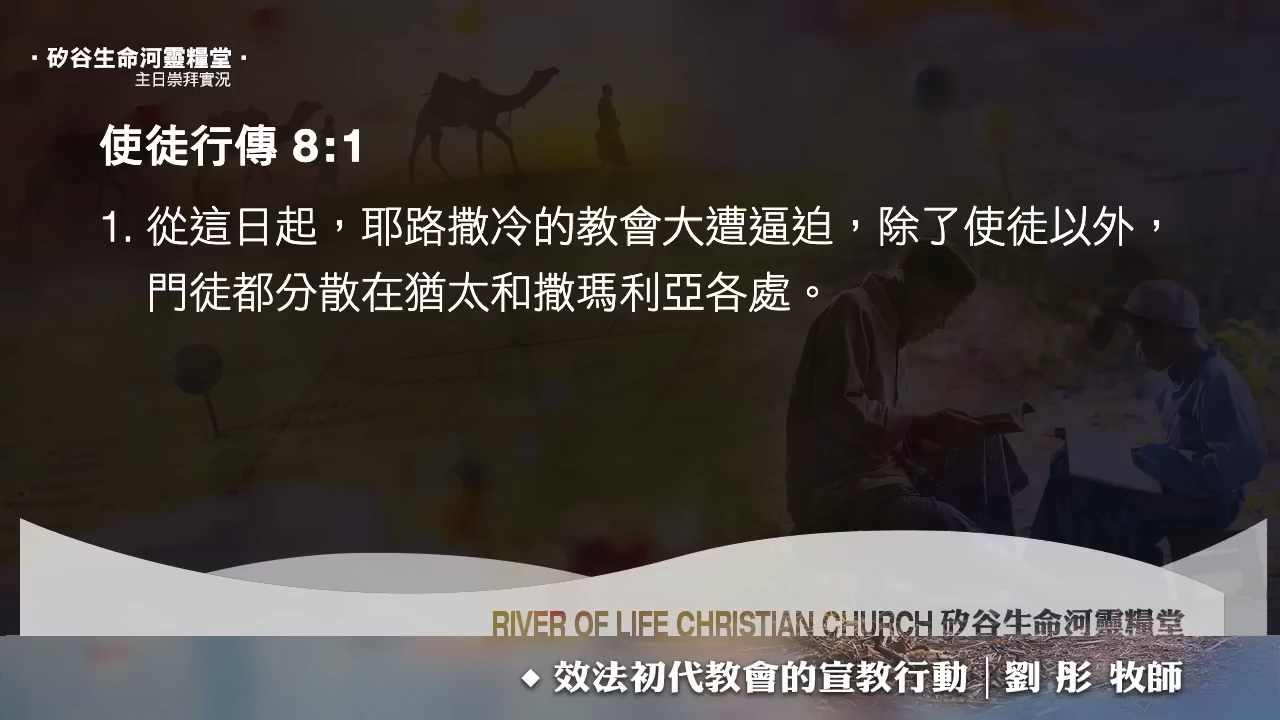 ·矽谷生命河靈糧堂·
主日崇拜實況
使徒行傳 8:1
1. 從這日起，耶路撒冷的教會大遭逼迫，除了使徒以外，
門徒都分散在猶太和撒瑪利亞各處。
RIVER OF LIFE CHRISTIAN CHURCH 矽谷生命河靈糧堂
◆ 效法初代教會的宣教行動│劉 彤 牧師